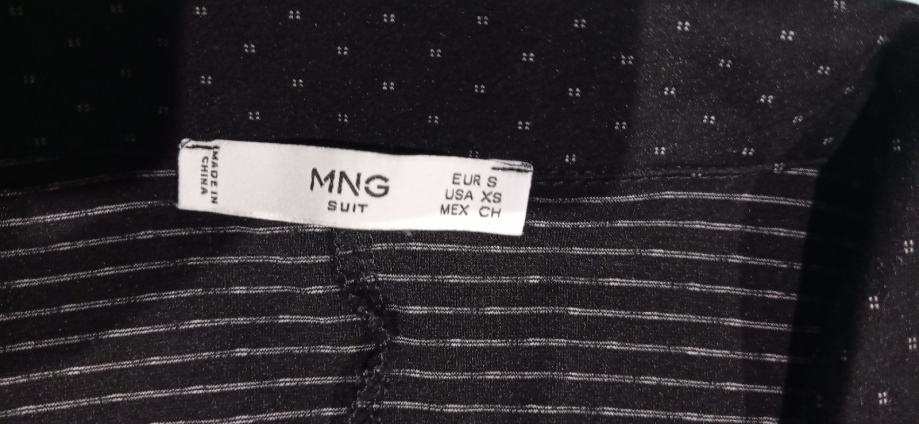 MADE IN
CHINA
MNG
SUIT
EUR S
USA XS
MEX CH